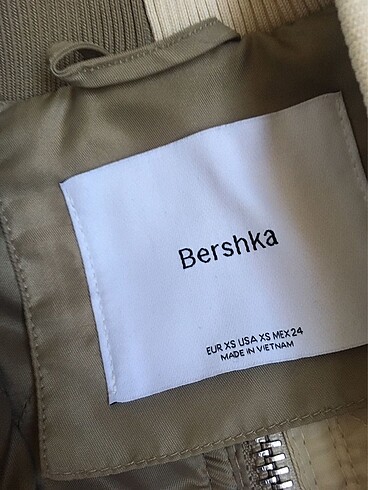 Bershka
EUR XS USA XS MEX 24
MADE IN VIETNAM